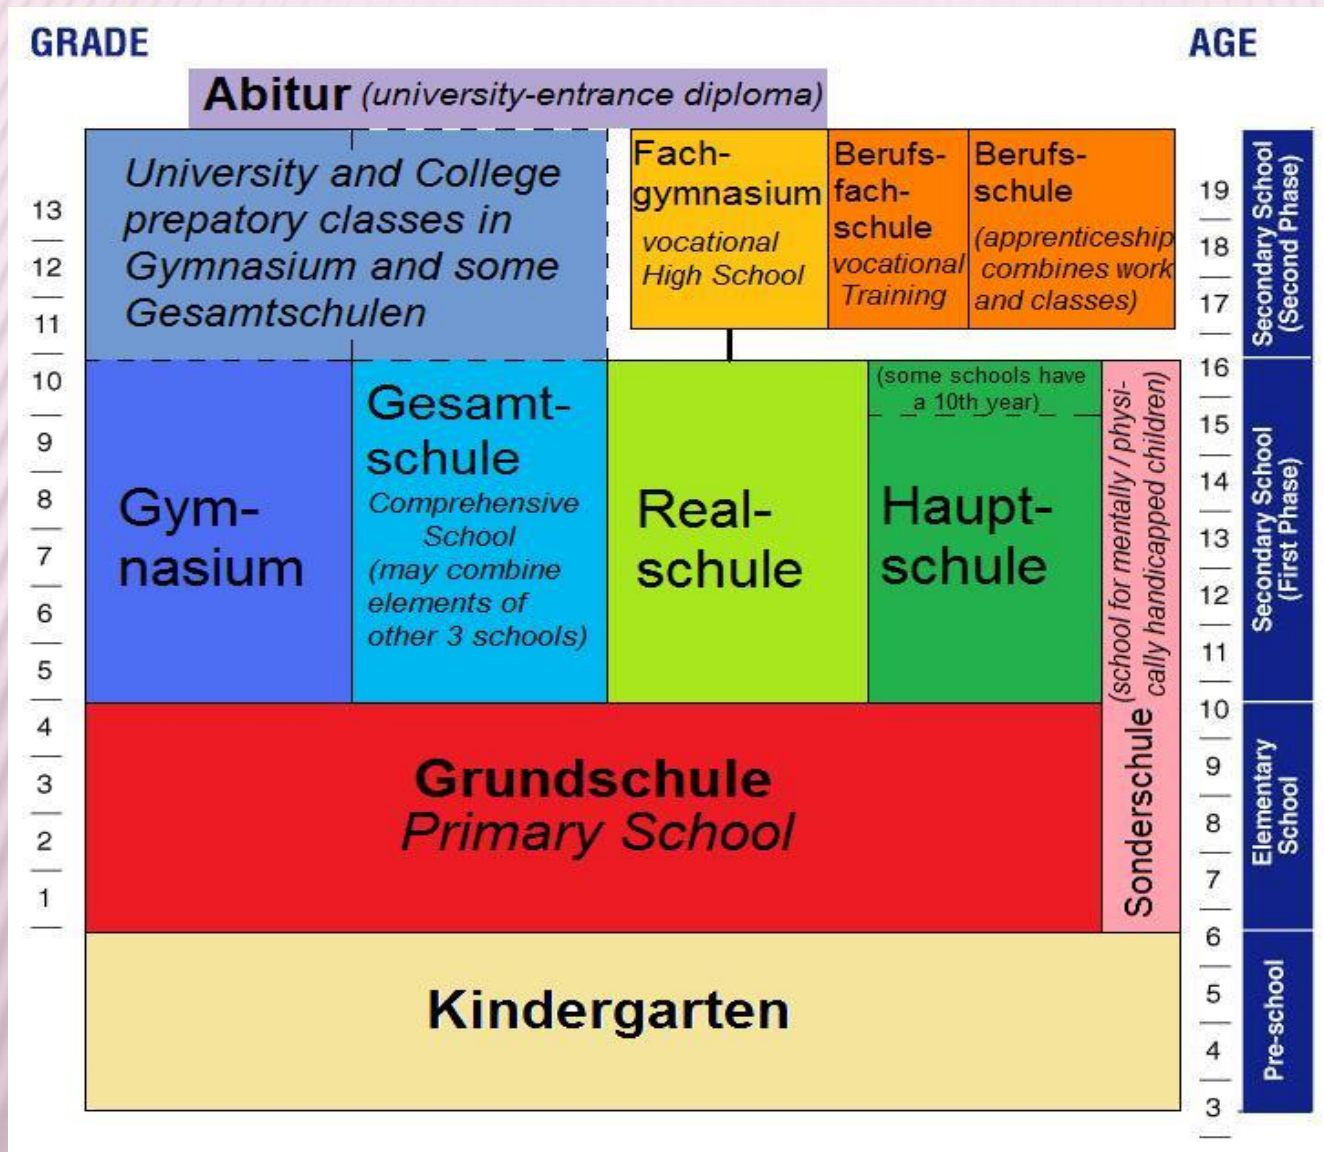 GRADE
AGE
Abitur (university-entrance diploma)
University and College
prepatory classes in
Gymnasium and some
Gesamtschulen
Fach-
gymnasium
vocational
High School
Berufs-
fach-
schule
vocational
Training
Berufs-
schule
(apprenticeship
combines work
and classes)
13
12
11
10
9
8
7
6
5
4
3
2
1
Gym-
nasium
Gesamt-
schule
Comprehensive
School
(may combine
elements of
other 3 schools)
Real-
schule
(some schools have
a 10th year)
Haupt-
schule
Sonderschule (school for mentally / physi-
cally handicapped children)
Grundschule
Primary School
Kindergarten
19
18
17
16
15
14
13
12
11
10
9
8
7
6
5
4
3
Secondary School
(Second Phase)
Secondary School
(First Phase)
Elementary
School
Pre-school